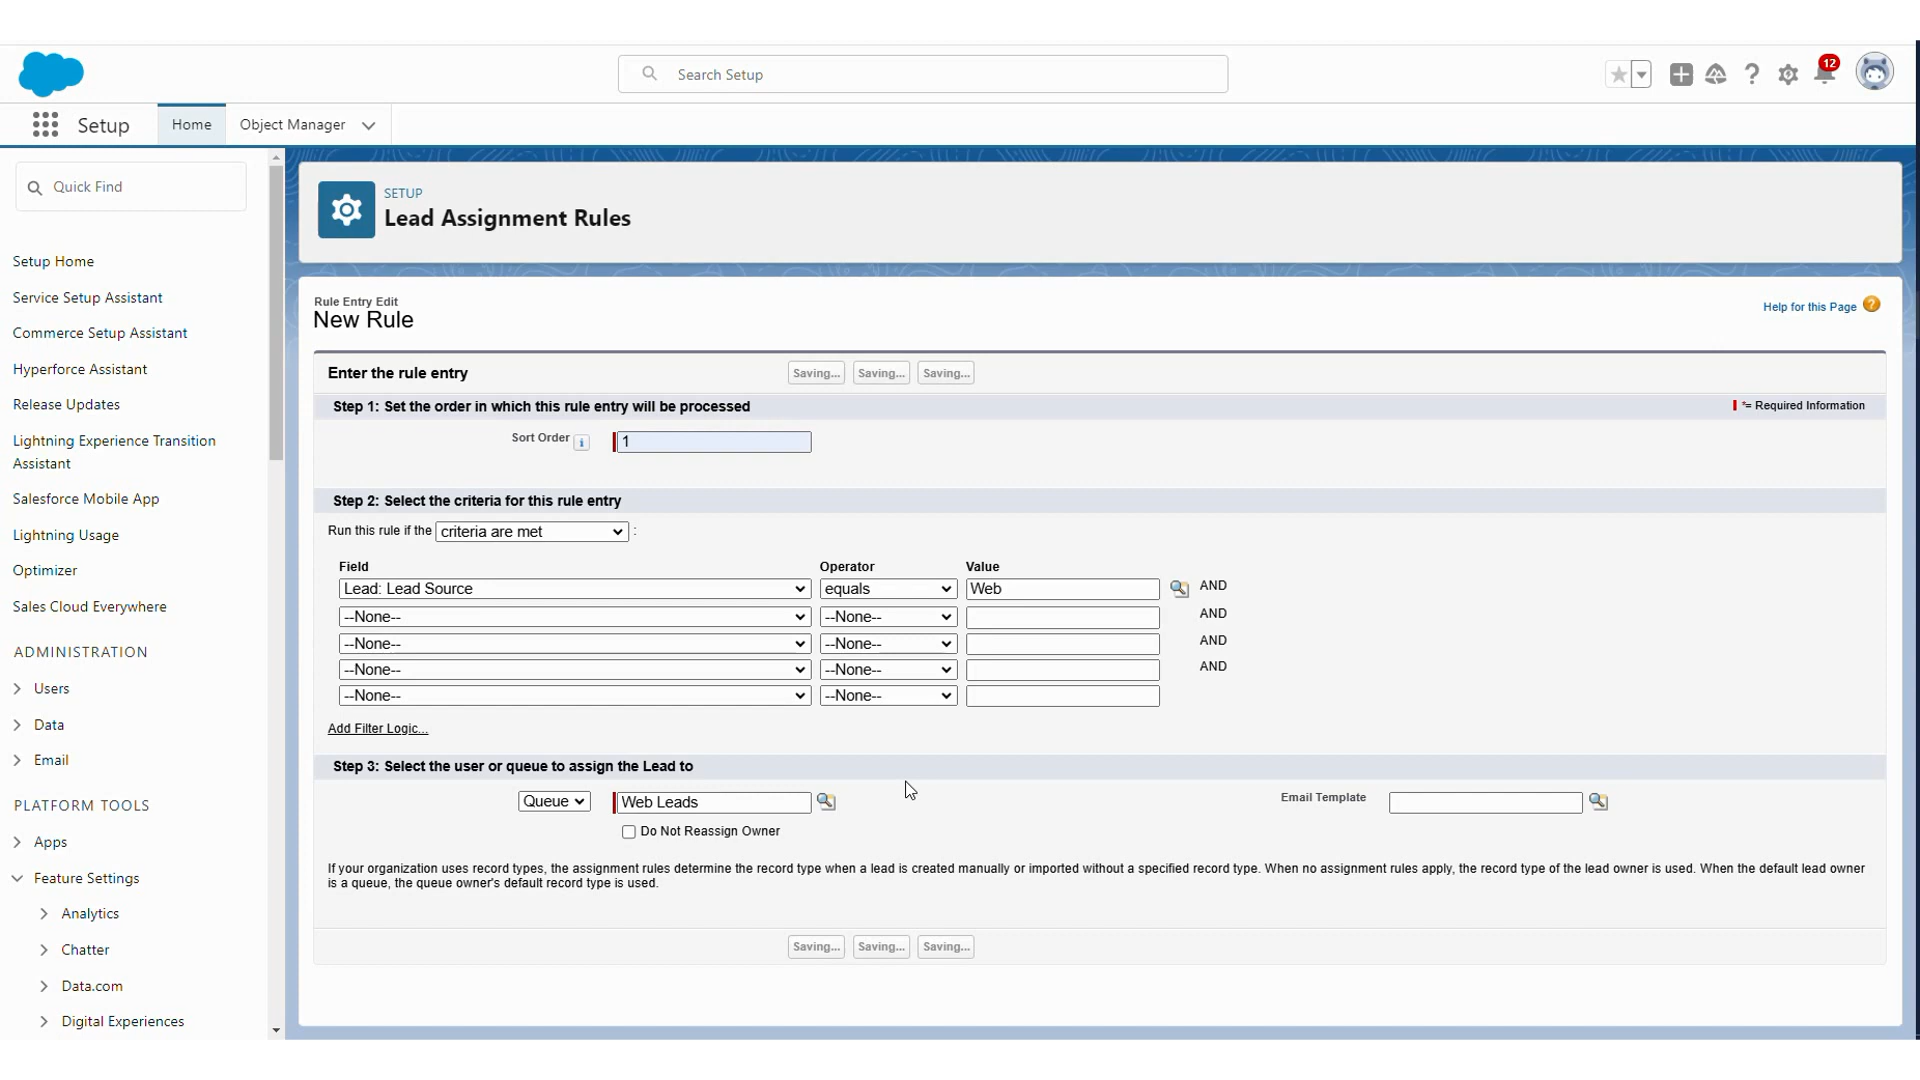 Search Setup
12
Setup
Home
Object Manager
Quick Find
Setup Home
Service Setup Assistant
Commerce Setup Assistant
Hyperforce Assistant
Release Updates
Lightning Experience Transition
Assistant
Salesforce Mobile App
Lightning Usage
Optimizer
Sales Cloud Everywhere
ADMINISTRATION
Users
Data
Email
PLATFORM TOOLS
Apps
Feature Settings
Analytics
Chatter
Data.com
Digital Experiences
SETUP
Lead Assignment Rules
Rule Entry Edit
New Rule
Help for this Page ?
Enter the rule entry
Saving... Saving... Saving...
Step 1: Set the order in which this rule entry will be processed
*= Required Information
Sort Order i 1
Step 2: Select the criteria for this rule entry
Run this rule if the criteria are met :
Field Operator Value
Lead: Lead Source equals Web AND
--None-- --None-- AND
--None-- --None-- AND
--None-- --None-- AND
--None-- --None--
Add Filter Logic...
Step 3: Select the user or queue to assign the Lead to
Queue Web Leads Email Template
Do Not Reassign Owner
If your organization uses record types, the assignment rules determine the record type when a lead is created manually or imported without a specified record type. When no assignment rules apply, the record type of the lead owner is used. When the default lead owner
is a queue, the queue owner's default record type is used.
Saving... Saving... Saving...